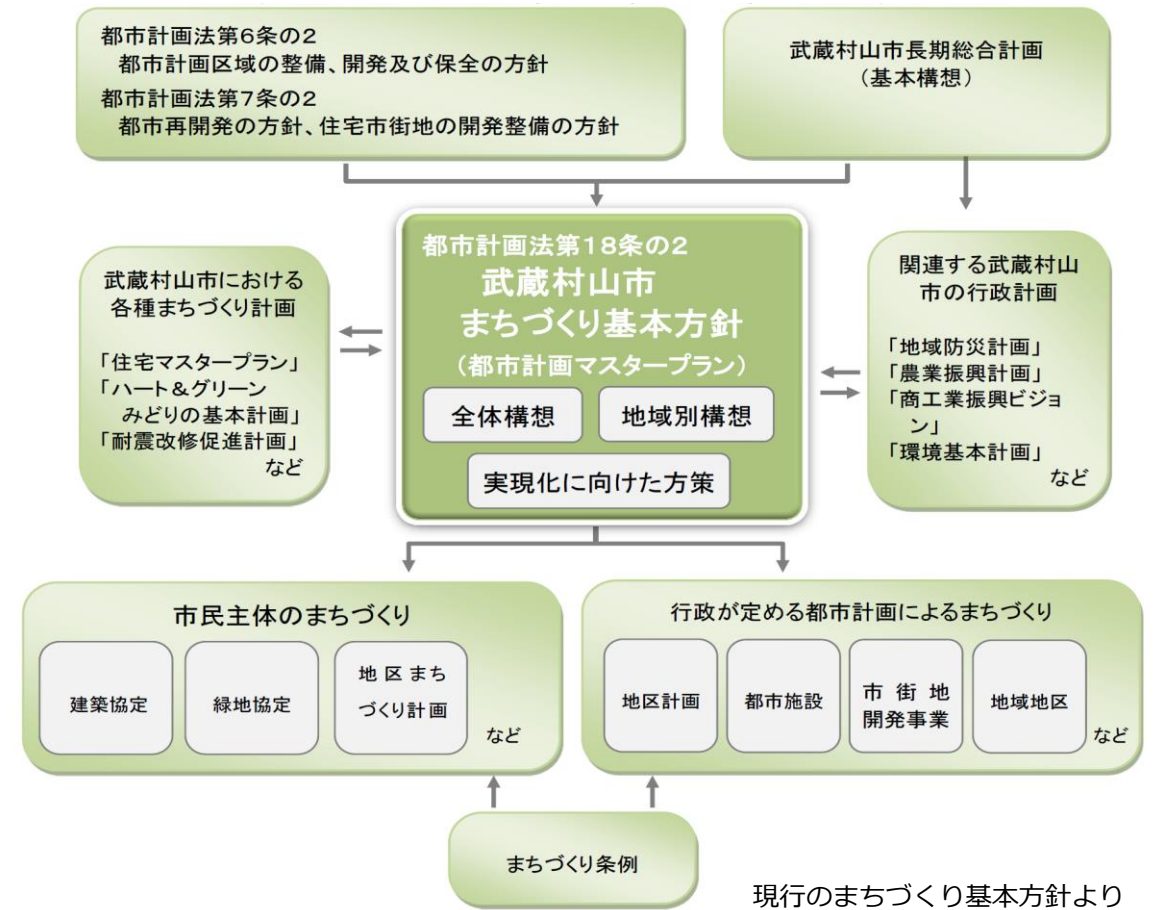 都市計画法第6条の2
都市計画区域の整備、開発及び保全の方針
都市計画法第7条の2
都市再開発の方針、住宅市街地の開発整備の方針
武蔵村山市長期総合計画
（基本構想）
武蔵村山市における
各種まちづくり計画
「住宅マスタープラン」
「ハート＆グリーン
みどりの基本計画」
「耐震改修促進計画」
など
都市計画法第18条の2
武蔵村山市
まちづくり基本方針
（都市計画マスタープラン）
全体構想
地域別構想
実現化に向けた方策
関連する武蔵村山
市の行政計画
「地域防災計画」
「農業振興計画」
「商工業振興ビジョ
ン」
「環境基本計画」
など
市民主体のまちづくり
建築協定
緑地協定
地区まち
づくり計画
など
行政が定める都市計画によるまちづくり
地区計画
都市施設
市街地
開発事業
地域地区
など
まちづくり条例
現行のまちづくり基本方針より